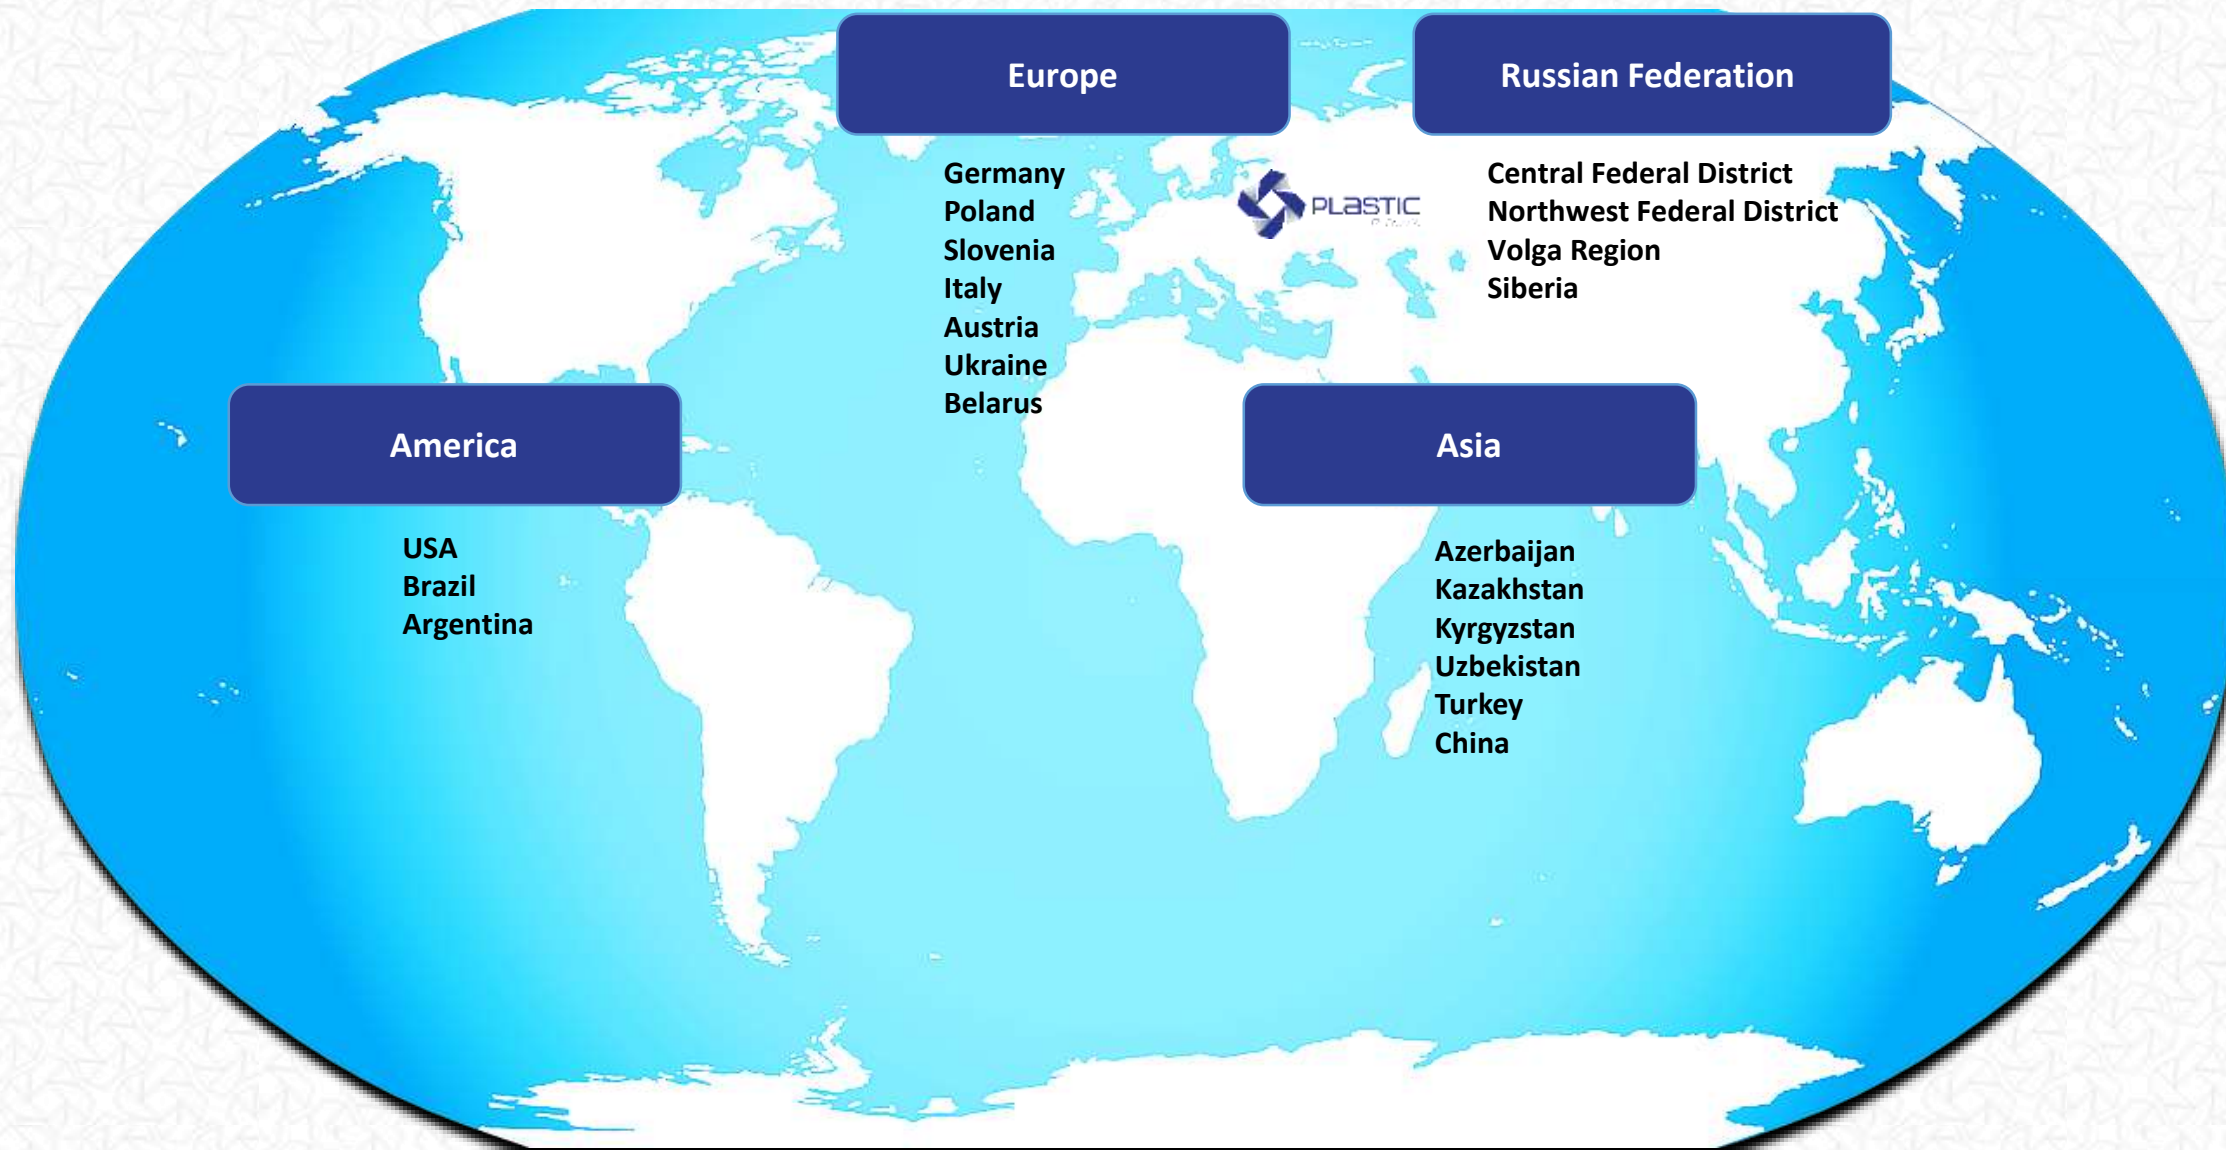 Europe
Germany
Poland
Slovenia
Italy
Austria
Ukraine
Belarus
Russian Federation
Central Federal District
Northwest Federal District
Volga Region
Siberia
PLASTIC
America
USA
Brazil
Argentina
Asia
Azerbaijan
Kazakhstan
Kyrgyzstan
Uzbekistan
Turkey
China